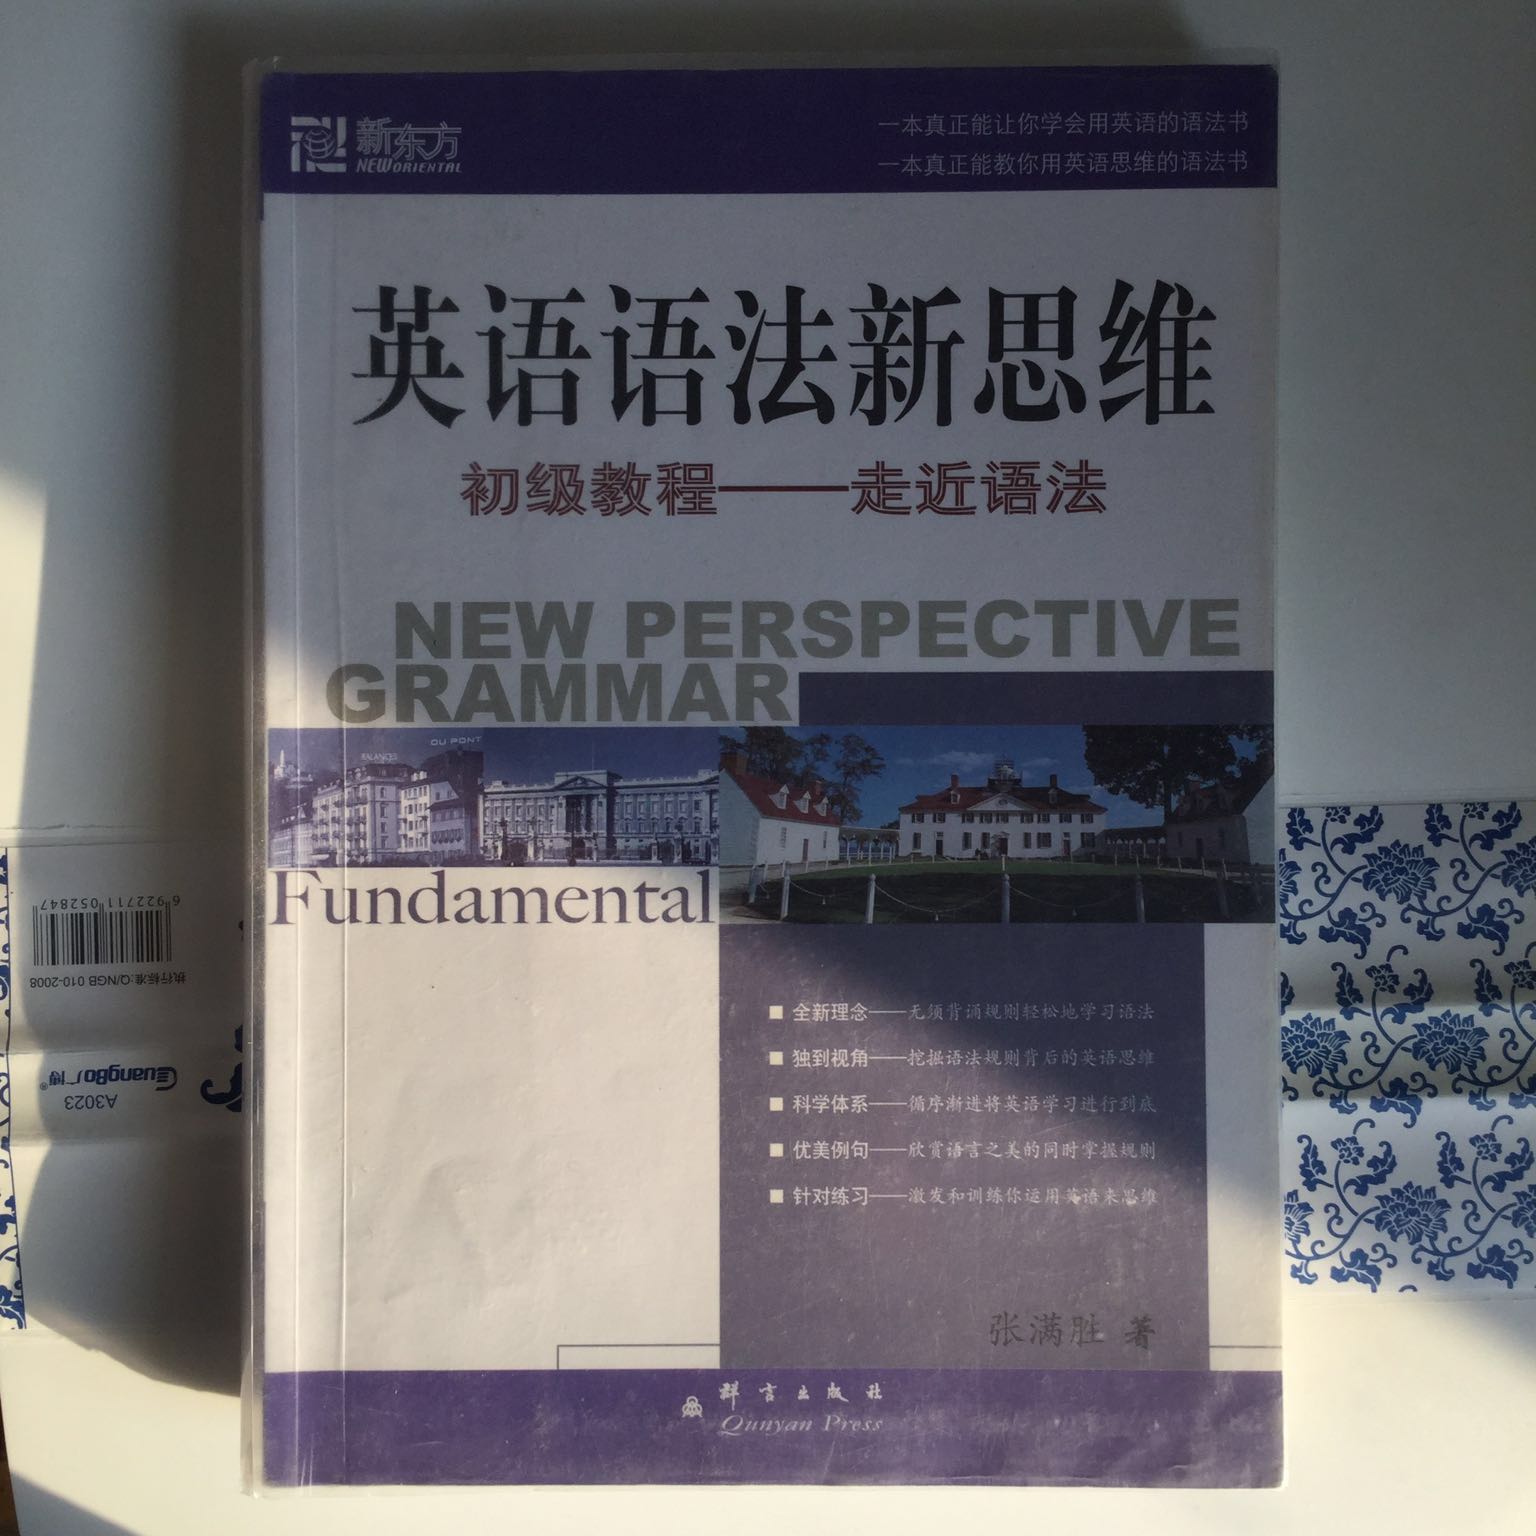 新东方
NEW ORIENTAL
一本真正能让你学会用英语的语法书
一本真正能教你用英语思维的语法书
英语语法新思维
初级教程——走近语法
NEW PERSPECTIVE
GRAMMAR
BALANCES
DU PONT
Fundamental
■ 全新理念——无须背诵规则轻松地学习语法
■ 独到视角——挖掘语法规则背后的英语思维
■ 科学体系——循序渐进将英语学习进行到底
■ 优美例句——欣赏语言之美的同时掌握规则
■ 针对练习——激发和训练你运用英语来思维
张满胜 著
群言出版社
Qunyan Press
A3023
GuangBo广博®
执行标准:Q/NGB 010-2008
6 922711 052847